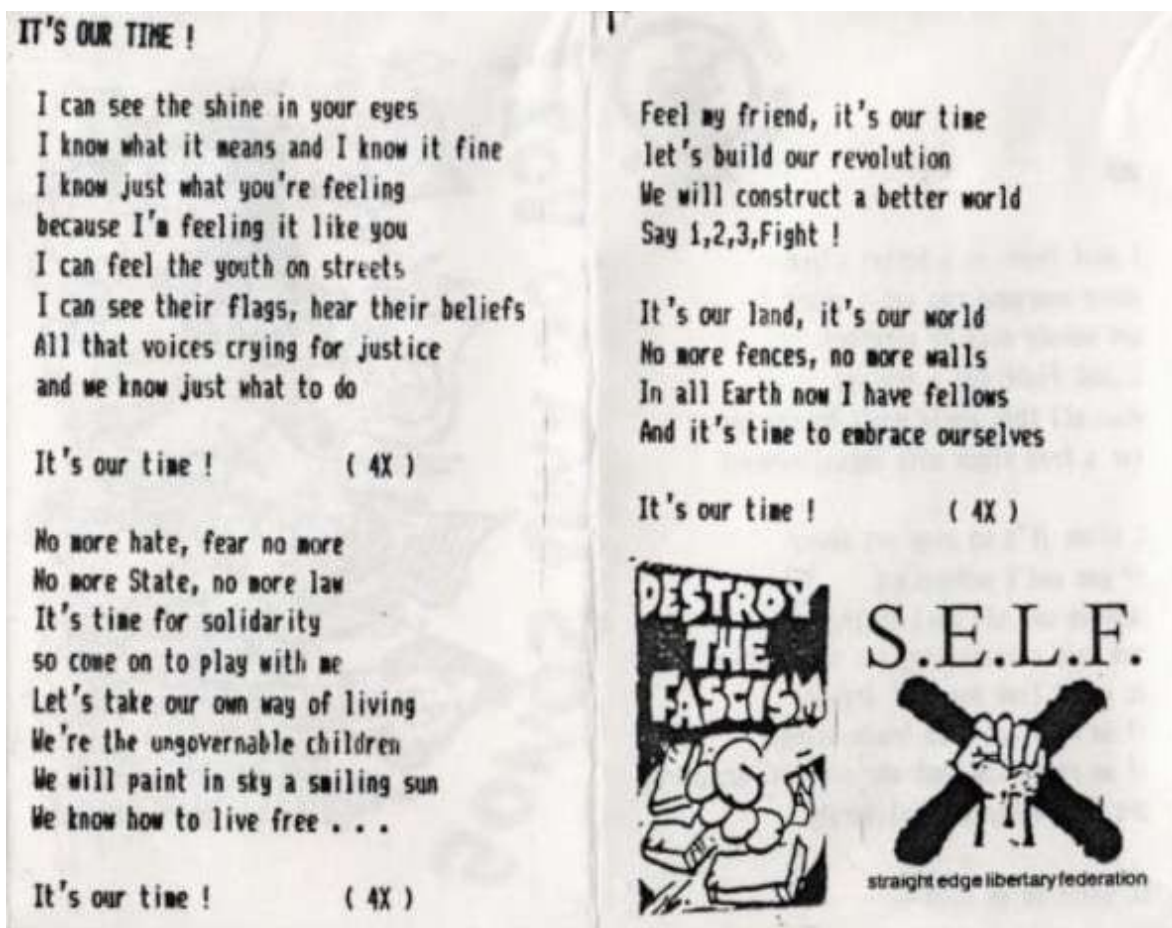 IT'S OUR TIME !
I can see the shine in your eyes
I know what it means and I know it fine
I know just what you're feeling
because I'm feeling it like you
I can feel the youth on streets
I can see their flags, hear their beliefs
All that voices crying for justice
and we know just what to do
It's our time ! ( 4X )
No more hate, fear no more
No more State, no more law
It's time for solidarity
so come on to play with me
Let's take our own way of living
We're the ungovernable children
We will paint in sky a smiling sun
We know how to live free . . .
It's our time ! ( 4X )
Feel my friend, it's our time
let's build our revolution
We will construct a better world
Say 1,2,3,Fight !
It's our land, it's our world
No more fences, no more walls
In all Earth now I have fellows
And it's time to embrace ourselves
It's our time ! ( 4X )
DESTROY
THE
FASCISM
S.E.L.F.
straight edge libertary federation